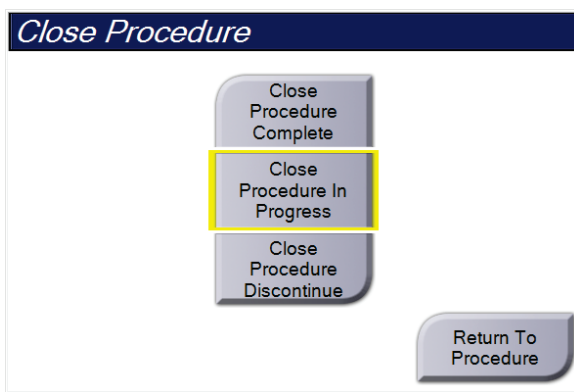 Close Procedure
Close
Procedure
Complete
Close
Procedure In
Progress
Close
Procedure
Discontinue
Return To
Procedure